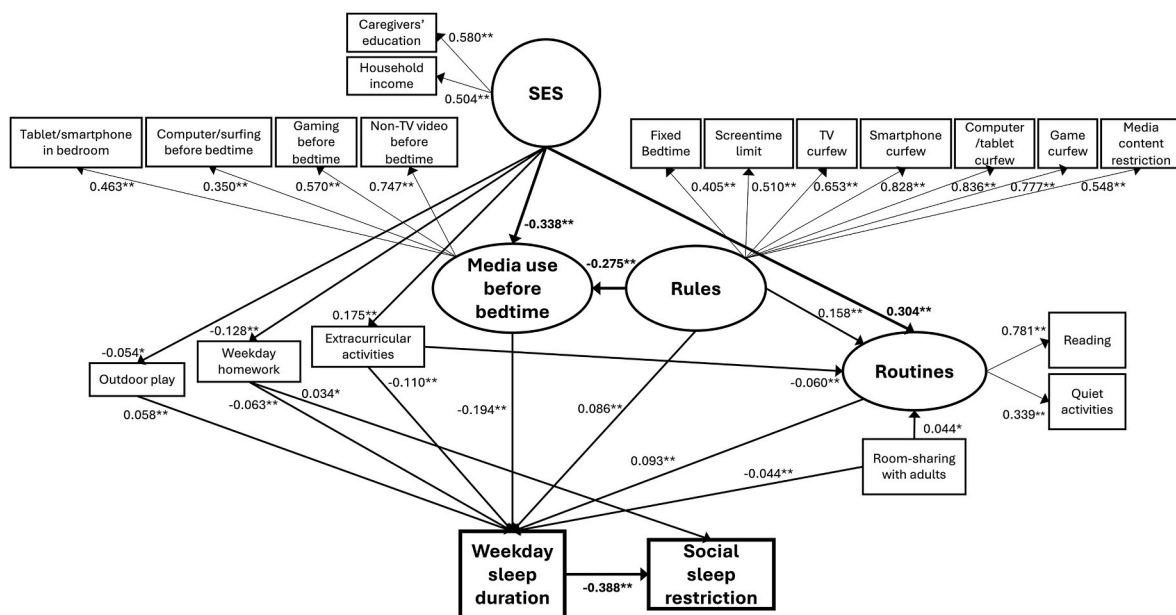 Caregivers'
education
0.580**
Household
income
0.504**
SES
Tablet/smartphone
in bedroom
Computer/surfing
before bedtime
Gaming
before
bedtime
Non-TV video
before
bedtime
Fixed
Bedtime
Screentime
limit
TV
curfew
Smartphone
curfew
Computer
/tablet
curfew
Game
curfew
Media
content
restriction
0.463**
0.350**
0.570**
0.747**
0.405**
0.510**
0.653**
0.828**
0.836**
0.777**
0.548**
-0.338**
Media use
before
bedtime
-0.275**
Rules
0.158**
0.304**
0.175**
-0.128**
-0.054*
Outdoor play
Weekday
homework
Extracurricular
activities
-0.060**
Routines
0.781**
Reading
Quiet
activities
0.339**
0.058**
-0.063**
0.034*
-0.110**
-0.194**
0.086**
0.093**
-0.044**
0.044*
Room-sharing
with adults
Weekday
sleep
duration
-0.388**
Social
sleep
restriction